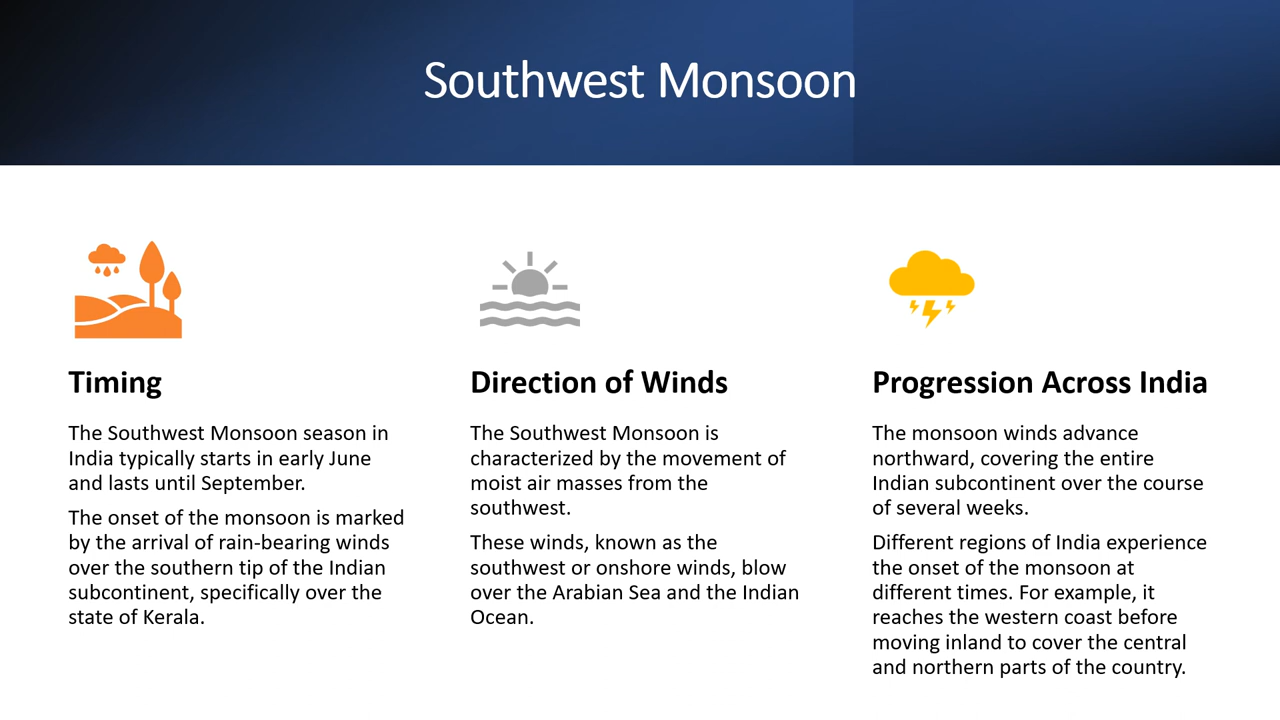 Southwest Monsoon
Timing
The Southwest Monsoon season in
India typically starts in early June
and lasts until September.
The onset of the monsoon is marked
by the arrival of rain-bearing winds
over the southern tip of the Indian
subcontinent, specifically over the
state of Kerala.
Direction of Winds
The Southwest Monsoon is
characterized by the movement of
moist air masses from the
southwest.
These winds, known as the
southwest or onshore winds, blow
over the Arabian Sea and the Indian
Ocean.
Progression Across India
The monsoon winds advance
northward, covering the entire
Indian subcontinent over the course
of several weeks.
Different regions of India experience
the onset of the monsoon at
different times. For example, it
reaches the western coast before
moving inland to cover the central
and northern parts of the country.